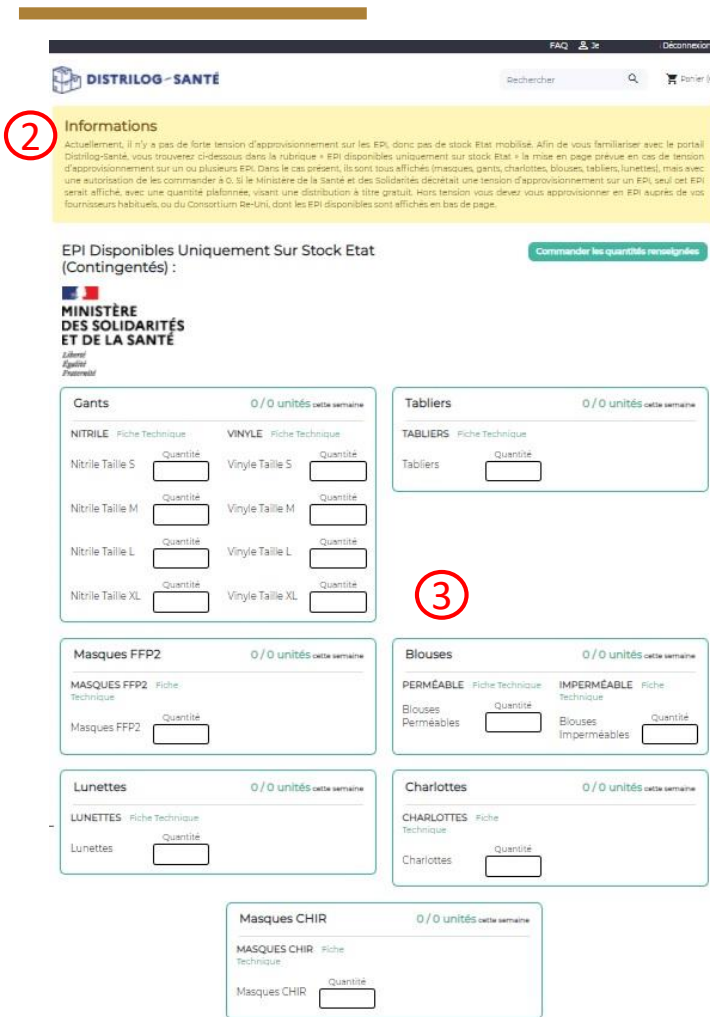 FAQ Je Déconnexion
DISTRILOG-SANTÉ
Rechercher
Panier
2
Informations
Actuellement, il n'y a pas de forte tension d'approvisionnement sur les EPI, donc pas de stock Etat mobilisé. Afin de vous familiariser avec le portail
Distrilog-Santé, vous trouverez ci-dessous dans la rubrique « EPI disponibles uniquement sur stock Etat » la mise en page prévue en cas de tension
d'approvisionnement sur un ou plusieurs EPI. Dans le cas présent, ils sont tous affichés (masques, gants, charlottes, blouses, tabliers, lunettes), mais avec
une autorisation de les commander à 0. Si le Ministère de la Santé et des Solidarités décrétait une tension d'approvisionnement sur un EPI, seul cet EPI
serait affiché, avec une quantité plafonnée, visant une distribution à titre gratuit. Hors tension vous devez vous approvisionner en EPI auprès de vos
fournisseurs habituels, ou du Consortium Re-Uni, dont les EPI disponibles sont affichés en bas de page.
EPI Disponibles Uniquement Sur Stock Etat
(Contingentés) :
Commander les quantités renseignées
MINISTÈRE
DES SOLIDARITÉS
ET DE LA SANTÉ
Liberté
Égalité
Fraternité
Gants 0 / 0 unités cette semaine
NITRILE Fiche Technique VINYLE Fiche Technique
Quantité Quantité
Nitrile Taille S Vinyle Taille S
Quantité Quantité
Nitrile Taille M Vinyle Taille M
Quantité Quantité
Nitrile Taille L Vinyle Taille L
Quantité Quantité
Nitrile Taille XL Vinyle Taille XL
Tabliers 0 / 0 unités cette semaine
TABLIERS Fiche Technique
Quantité
Tabliers
3
Masques FFP2 0 / 0 unités cette semaine
MASQUES FFP2 Fiche
Technique
Quantité
Masques FFP2
Blouses 0 / 0 unités cette semaine
PERMÉABLE Fiche Technique IMPERMÉABLE Fiche
Technique
Quantité Quantité
Blouses Blouses
Perméables Imperméables
Lunettes 0 / 0 unités cette semaine
LUNETTES Fiche Technique
Quantité
Lunettes
Charlottes 0 / 0 unités cette semaine
CHARLOTTES Fiche
Technique
Quantité
Charlottes
Masques CHIR 0 / 0 unités cette semaine
MASQUES CHIR Fiche
Technique
Quantité
Masques CHIR